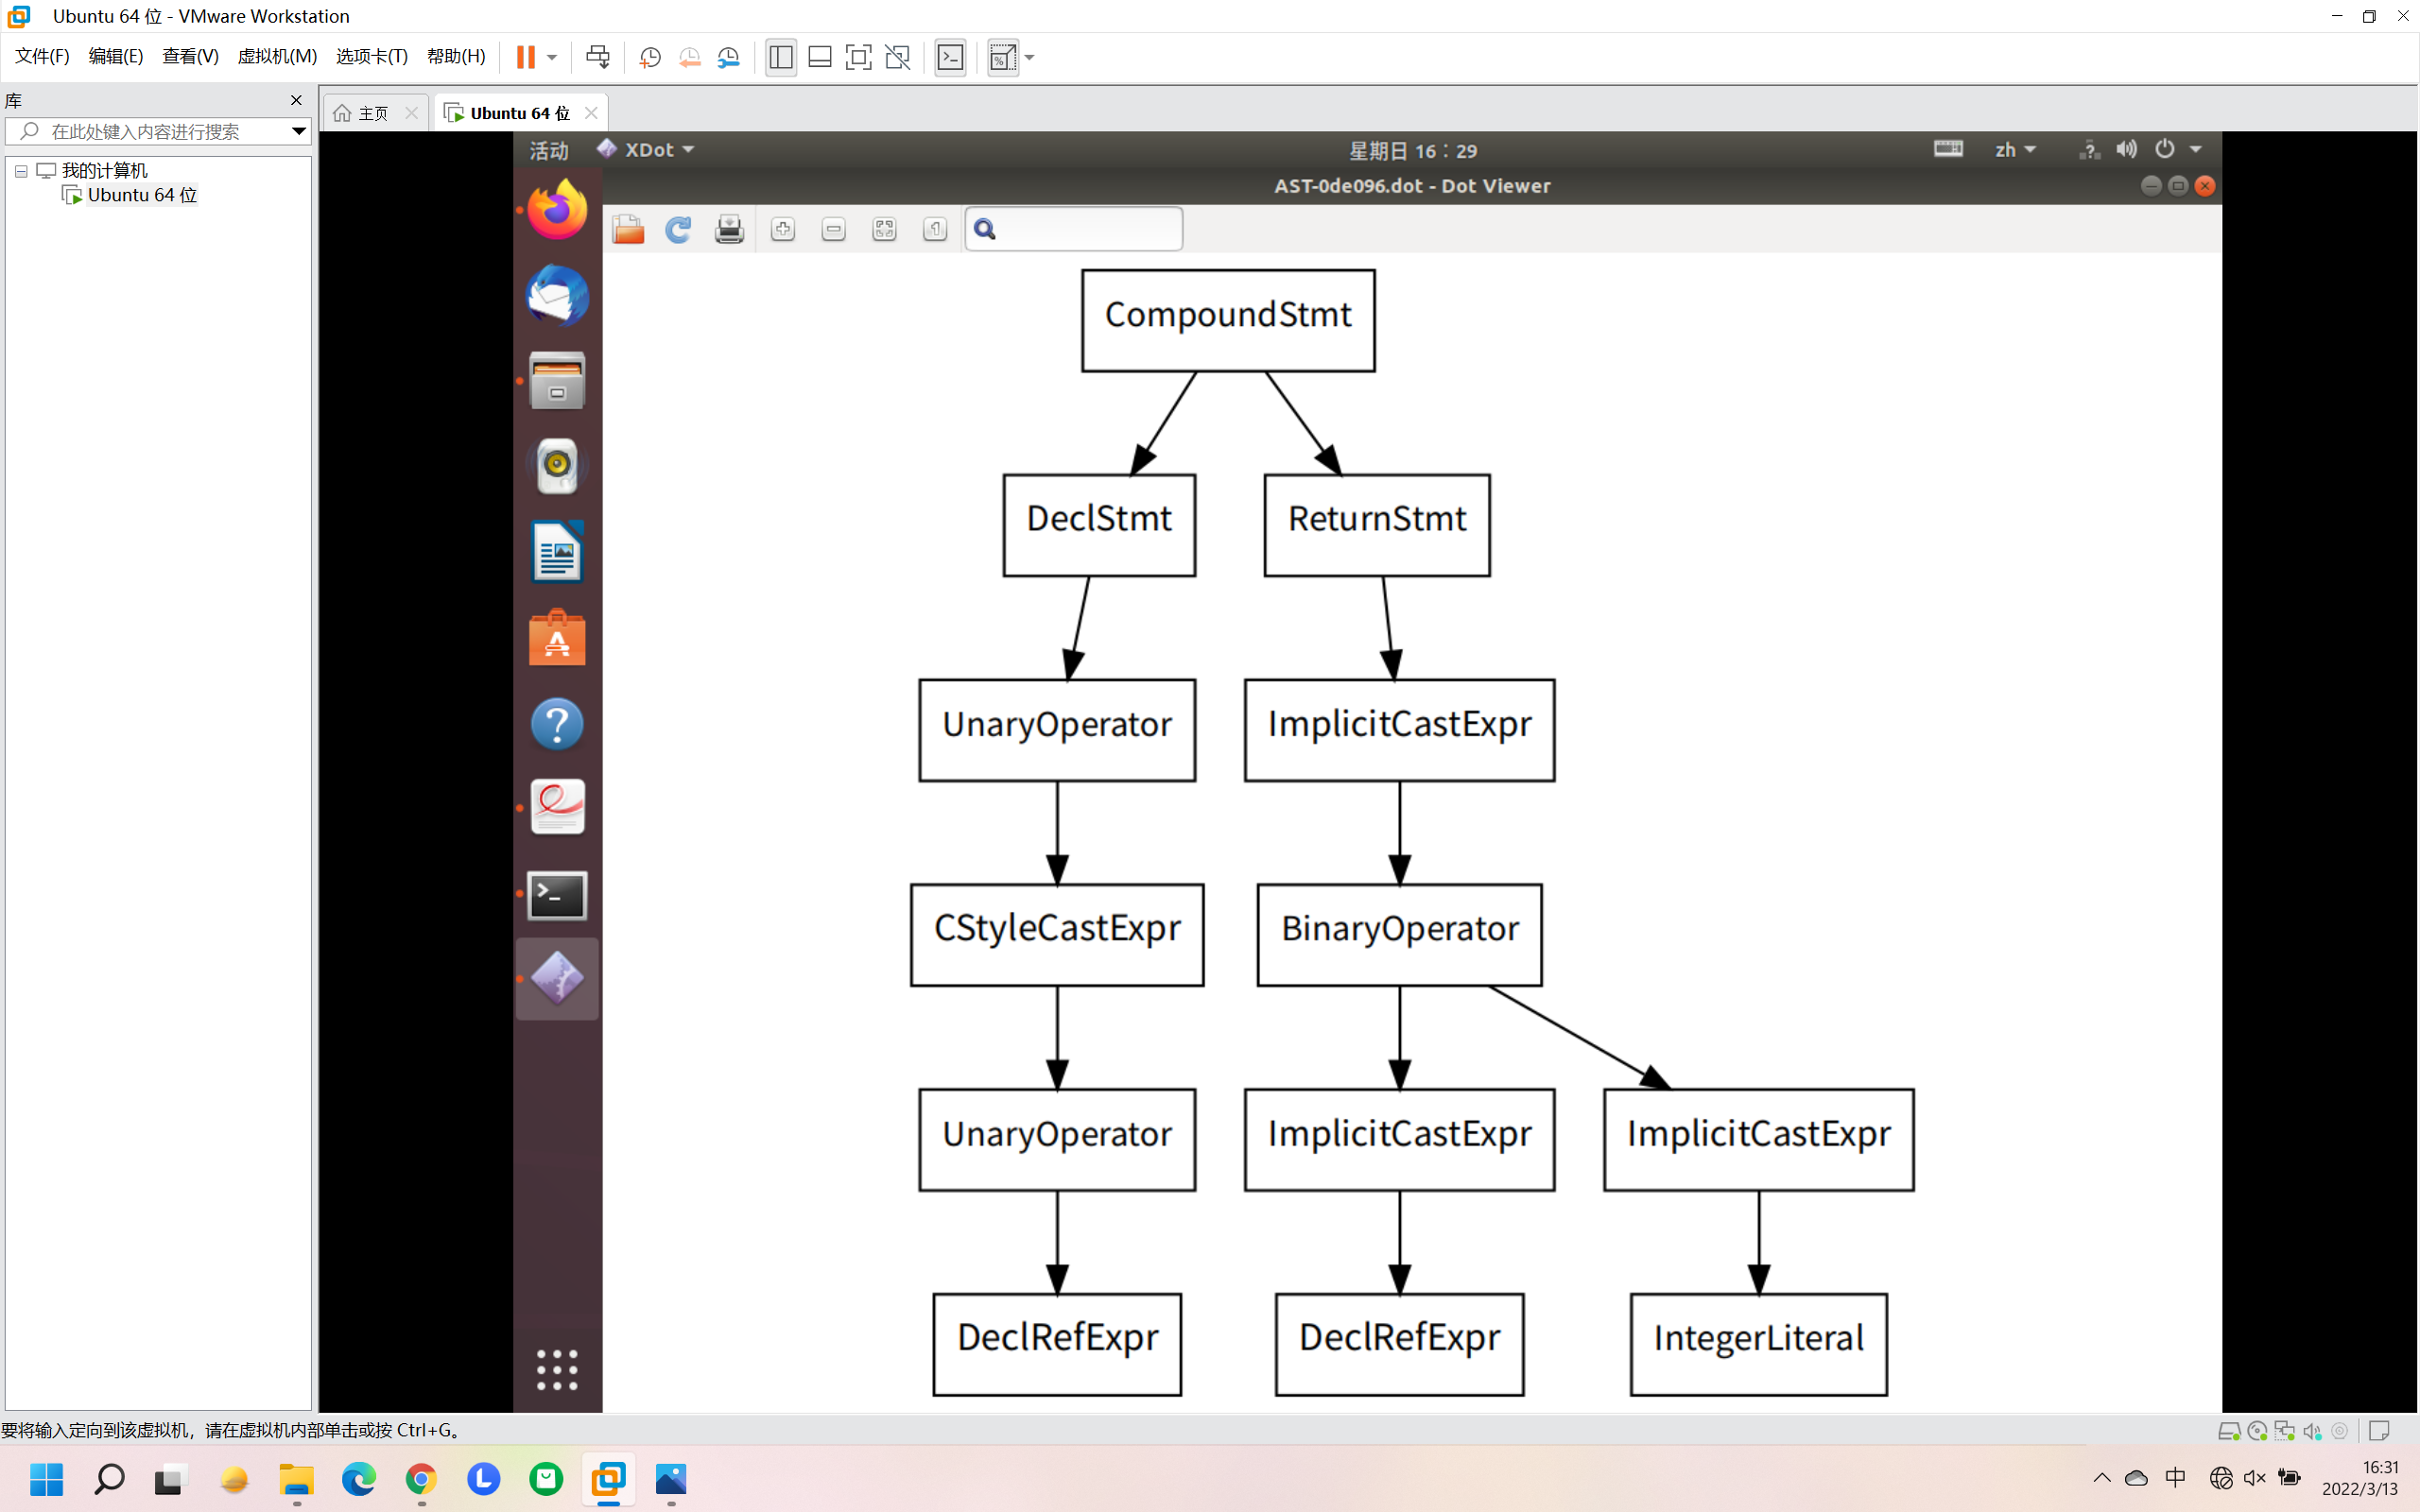 Ubuntu 64 位 - VMware Workstation
文件(F) 编辑(E) 查看(V) 虚拟机(M) 选项卡(T) 帮助(H)
库
在此处键入内容进行搜索
我的计算机
Ubuntu 64 位
主页
Ubuntu 64 位
活动 XDot 星期日 16：29 zh
AST-0de096.dot - Dot Viewer
CompoundStmt
DeclStmt ReturnStmt
UnaryOperator ImplicitCastExpr
CStyleCastExpr BinaryOperator
UnaryOperator ImplicitCastExpr ImplicitCastExpr
DeclRefExpr DeclRefExpr IntegerLiteral
要将输入定向到该虚拟机，请在虚拟机内部单击或按 Ctrl+G。
中
16:31
2022/3/13